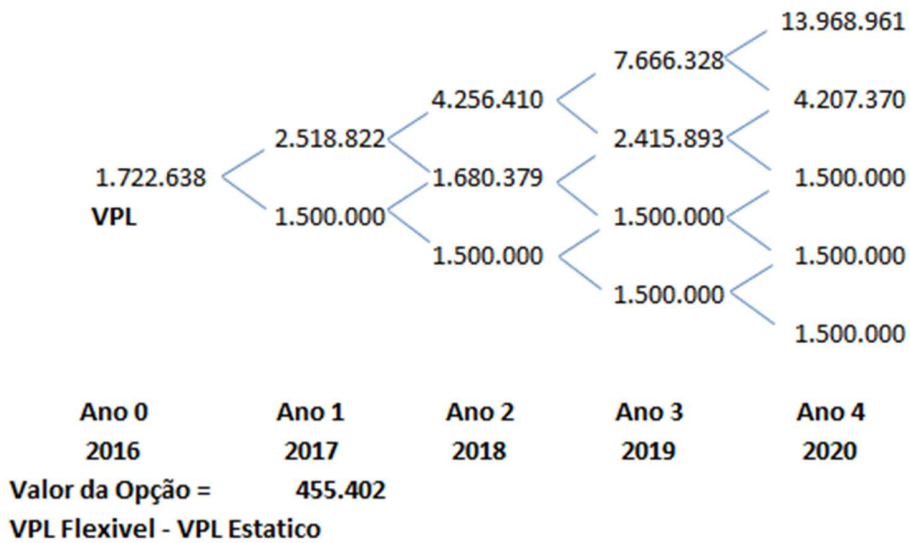 13.968.961
7.666.328
4.256.410 4.207.370
2.518.822 2.415.893
1.722.638 1.680.379 1.500.000
VPL 1.500.000 1.500.000
1.500.000 1.500.000
1.500.000
1.500.000
Ano 0 Ano 1 Ano 2 Ano 3 Ano 4
2016 2017 2018 2019 2020
Valor da Opção = 455.402
VPL Flexivel - VPL Estatico